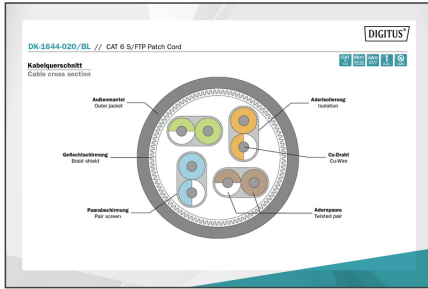 DIGITUS®
DK-1644-020/BL // CAT 6 S/FTP Patch Cord
Kabelquerschnitt
Cable cross section
Außenmantel
Outer jacket
Aderisolierung
Isolation
Geflechtschirmung
Braid shield
Cu-Draht
Cu-Wire
Paarabschirmung
Pair screen
Adernpaare
Twisted pair